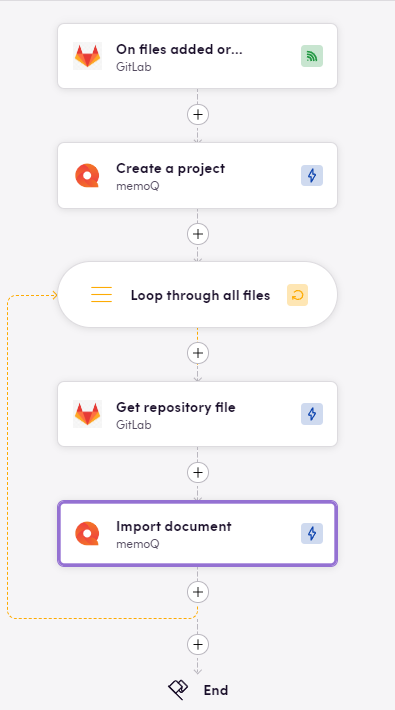 On files added or...
GitLab
Create a project
memoQ
Loop through all files
Get repository file
GitLab
Import document
memoQ
End